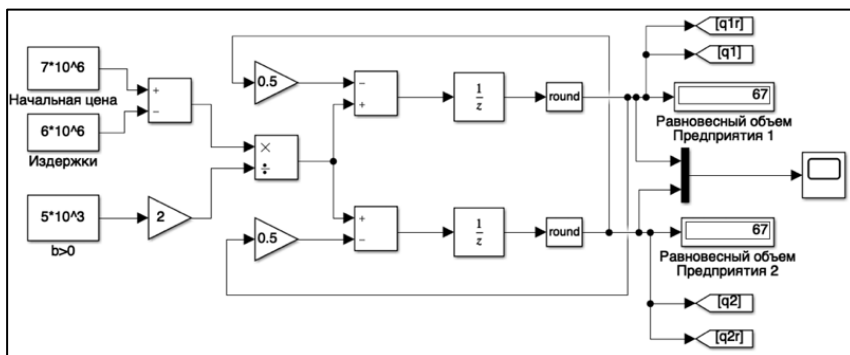 [q1r]
7*10^6
Начальная цена
0.5
−
+
1
z
round
[q1]
67
Равновесный объем
Предприятия 1
+
−
6*10^6
Издержки
×
÷
5*10^3
b>0
2
0.5
+
−
1
z
round
67
Равновесный объем
Предприятия 2
[q2]
[q2r]